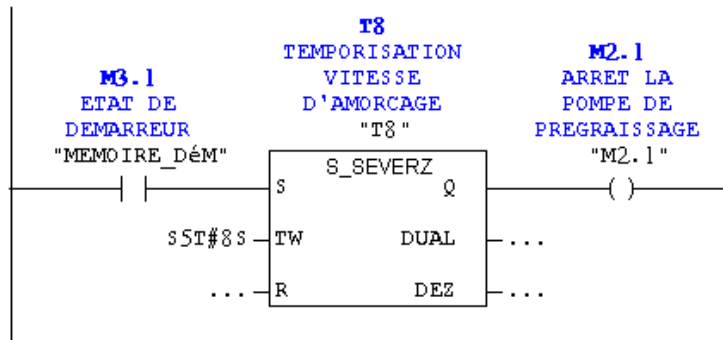 T8
TEMPORISATION
VITESSE
D'AMORCAGE
"T8"
M3.1
ETAT DE
DEMARREUR
"MEMOIRE_DéM"
M2.1
ARRET LA
POMPE DE
PREGRAISSAGE
"M2.1"
S_SEVERZ
S Q
S5T#8S TW DUAL ...
... R DEZ ...